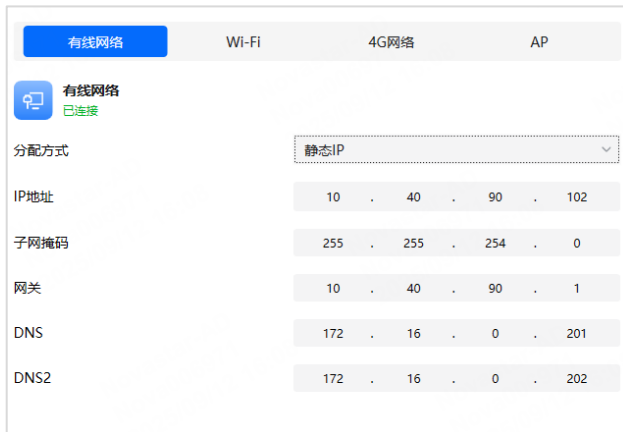 有线网络 Wi-Fi 4G网络 AP
有线网络
已连接
分配方式 静态IP
IP地址 10 . 40 . 90 . 102
子网掩码 255 . 255 . 254 . 0
网关 10 . 40 . 90 . 1
DNS 172 . 16 . 0 . 201
DNS2 172 . 16 . 0 . 202